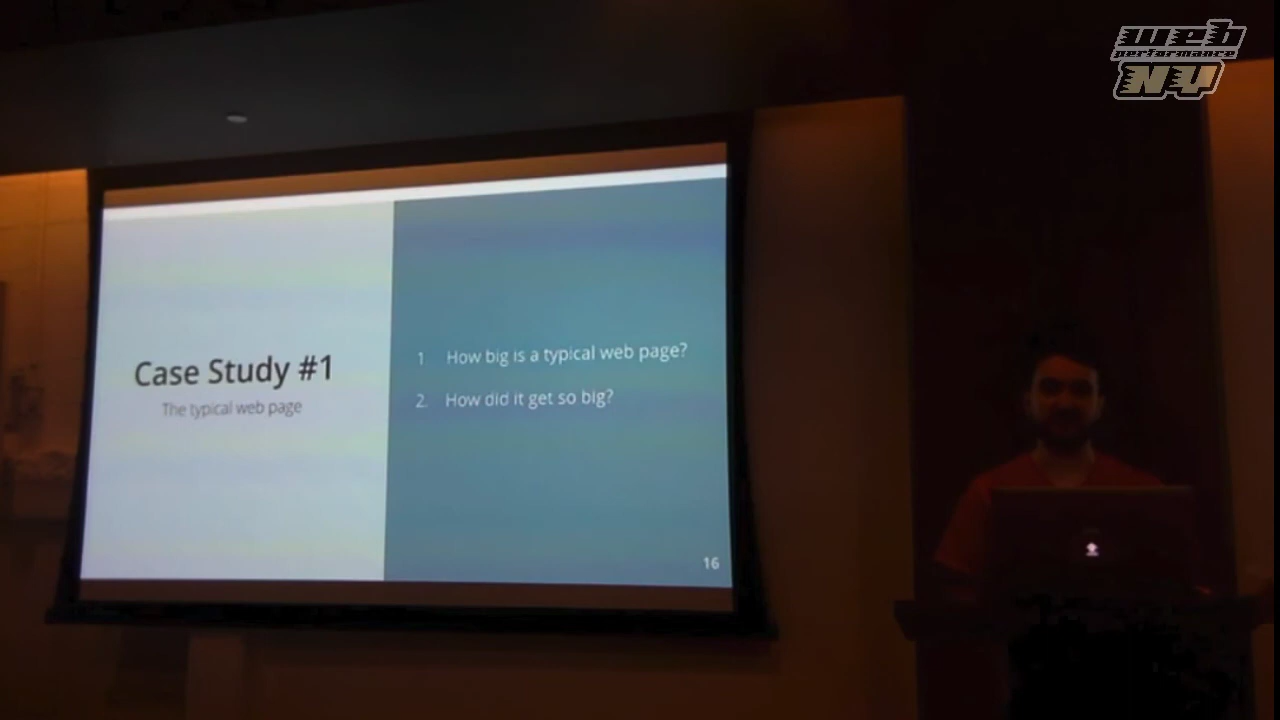 web
performance
NY
Case Study #1
The typical web page
1 How big is a typical web page?
2. How did it get so big?
16